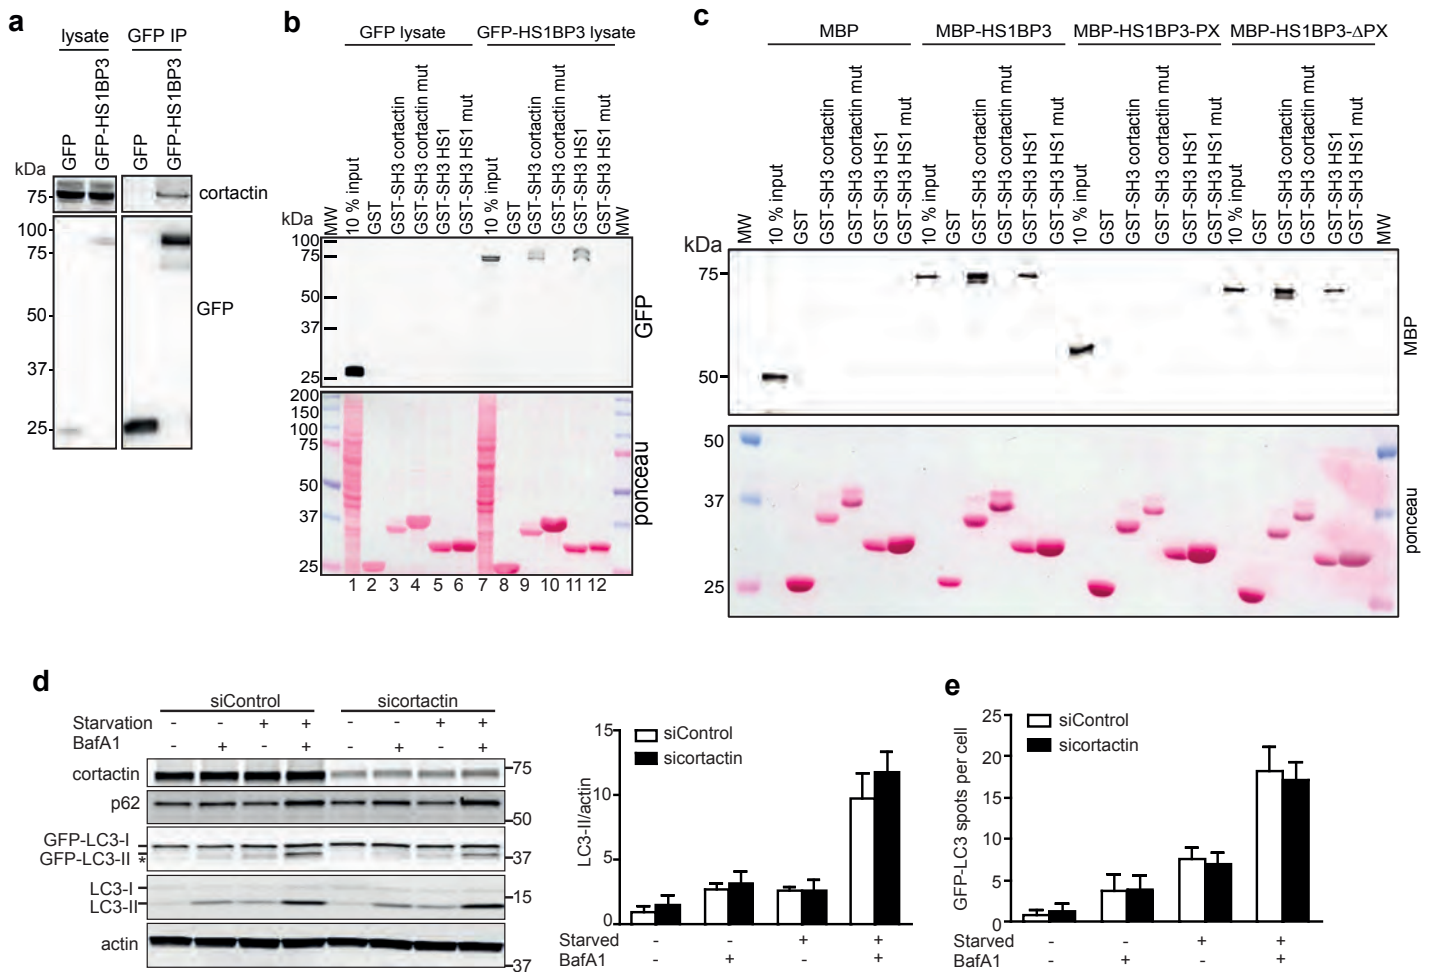 a
lysate GFP IP
GFP
GFP-HS1BP3
GFP
GFP-HS1BP3
kDa
75 cortactin
100
75
50
37
25
GFP
b
GFP lysate GFP-HS1BP3 lysate
MW
10 % input
GST
GST-SH3 cortactin
GST-SH3 cortactin mut
GST-SH3 HS1
GST-SH3 HS1 mut
10 % input
GST
GST-SH3 cortactin
GST-SH3 cortactin mut
GST-SH3 HS1
GST-SH3 HS1 mut
MW
kDa
100
75
50
37
25
GFP
200
150
100
75
50
37
25
ponceau
1 2 3 4 5 6 7 8 9 10 11 12
c
MBP MBP-HS1BP3 MBP-HS1BP3-PX MBP-HS1BP3-ΔPX
MW
10 % input
GST
GST-SH3 cortactin
GST-SH3 cortactin mut
GST-SH3 HS1
GST-SH3 HS1 mut
10 % input
GST
GST-SH3 cortactin
GST-SH3 cortactin mut
GST-SH3 HS1
GST-SH3 HS1 mut
10 % input
GST
GST-SH3 cortactin
GST-SH3 cortactin mut
GST-SH3 HS1
GST-SH3 HS1 mut
10 % input
GST
GST-SH3 cortactin
GST-SH3 cortactin mut
GST-SH3 HS1
GST-SH3 HS1 mut
MW
kDa
75
50
MBP
50
37
25
ponceau
d
siControl sicortactin
Starvation - - + + - - + +
BafA1 - + - + - + - +
cortactin 75
p62 50
GFP-LC3-I
GFP-LC3-II * 37
LC3-I 15
LC3-II
actin 37
siControl
sicortactin
15
10
5
0
LC3-II/actin
Starved - - + +
BafA1 - + - +
e
siControl
sicortactin
25
20
15
10
5
0
GFP-LC3 spots per cell
Starved - - + +
BafA1 - + - +